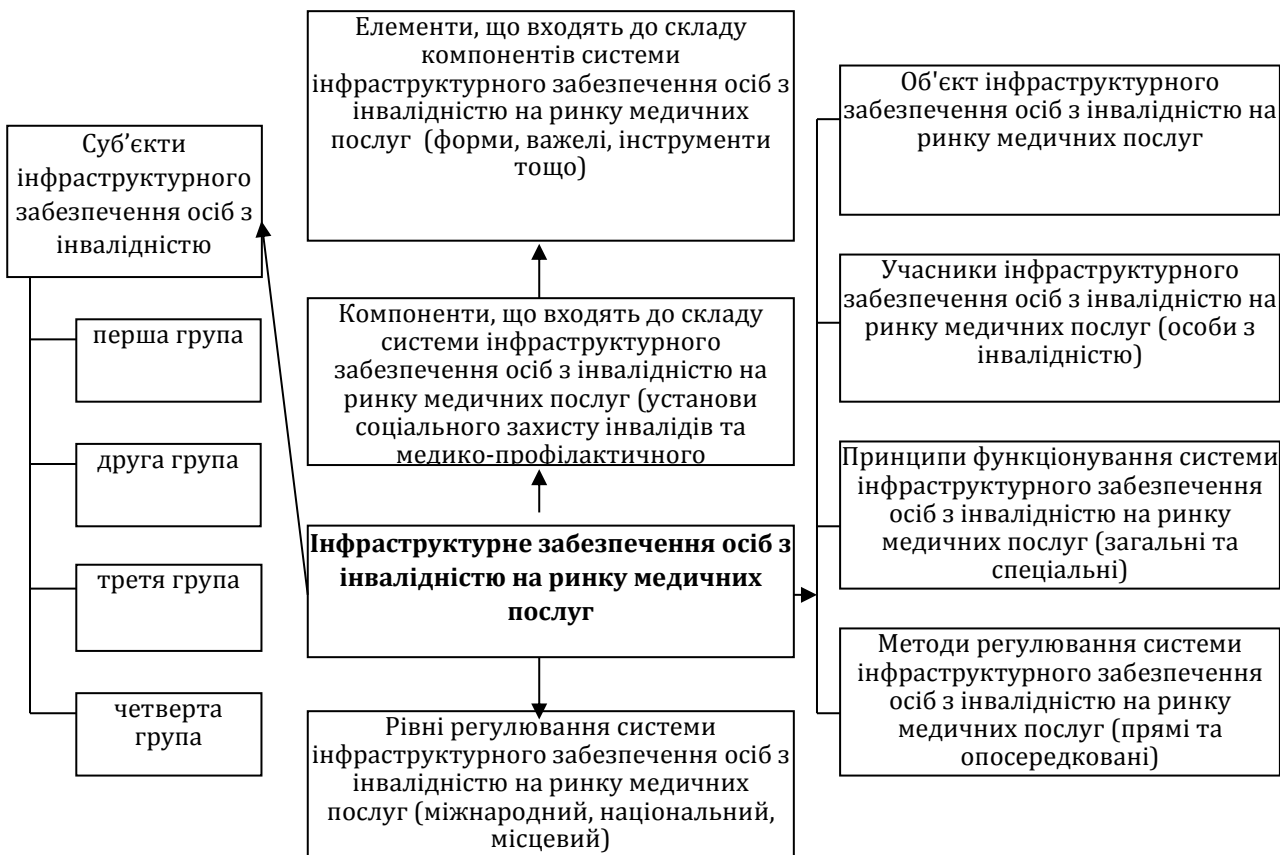 Суб’єкти
інфраструктурного
забезпечення осіб з
інвалідністю
перша група
друга група
третя група
четверта
група
Елементи, що входять до складу
компонентів системи
інфраструктурного забезпечення осіб з
інвалідністю на ринку медичних
послуг (форми, важелі, інструменти
тощо)
Компоненти, що входять до складу
системи інфраструктурного
забезпечення осіб з інвалідністю на
ринку медичних послуг (установи
соціального захисту інвалідів та
медико-профілактичного
Інфраструктурне забезпечення осіб з
інвалідністю на ринку медичних
послуг
Рівні регулювання системи
інфраструктурного забезпечення осіб з
інвалідністю на ринку медичних
послуг (міжнародний, національний,
місцевий)
Об'єкт інфраструктурного
забезпечення осіб з інвалідністю на
ринку медичних послуг
Учасники інфраструктурного
забезпечення осіб з інвалідністю на
ринку медичних послуг (особи з
інвалідністю)
Принципи функціонування системи
інфраструктурного забезпечення
осіб з інвалідністю на ринку
медичних послуг (загальні та
спеціальні)
Методи регулювання системи
інфраструктурного забезпечення
осіб з інвалідністю на ринку
медичних послуг (прямі та
опосередковані)